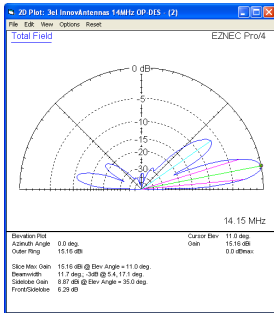 2D Plot: 3el InnovAntennas 14MHz OP-DES - (2)
File Edit View Options Reset
Total Field EZNEC Pro/4
0 dB
-5
-10
-15
-20
-30
14.15 MHz
Elevation Plot Cursor Elev 11.0 deg.
Azimuth Angle 0.0 deg. Gain 15.16 dBi
Outer Ring 15.16 dBi 0.0 dBmax
Slice Max Gain 15.16 dBi @ Elev Angle = 11.0 deg.
Beamwidth 11.7 deg.; -3dB @ 5.4, 17.1 deg.
Sidelobe Gain 8.87 dBi @ Elev Angle = 35.0 deg.
Front/Sidelobe 6.29 dB